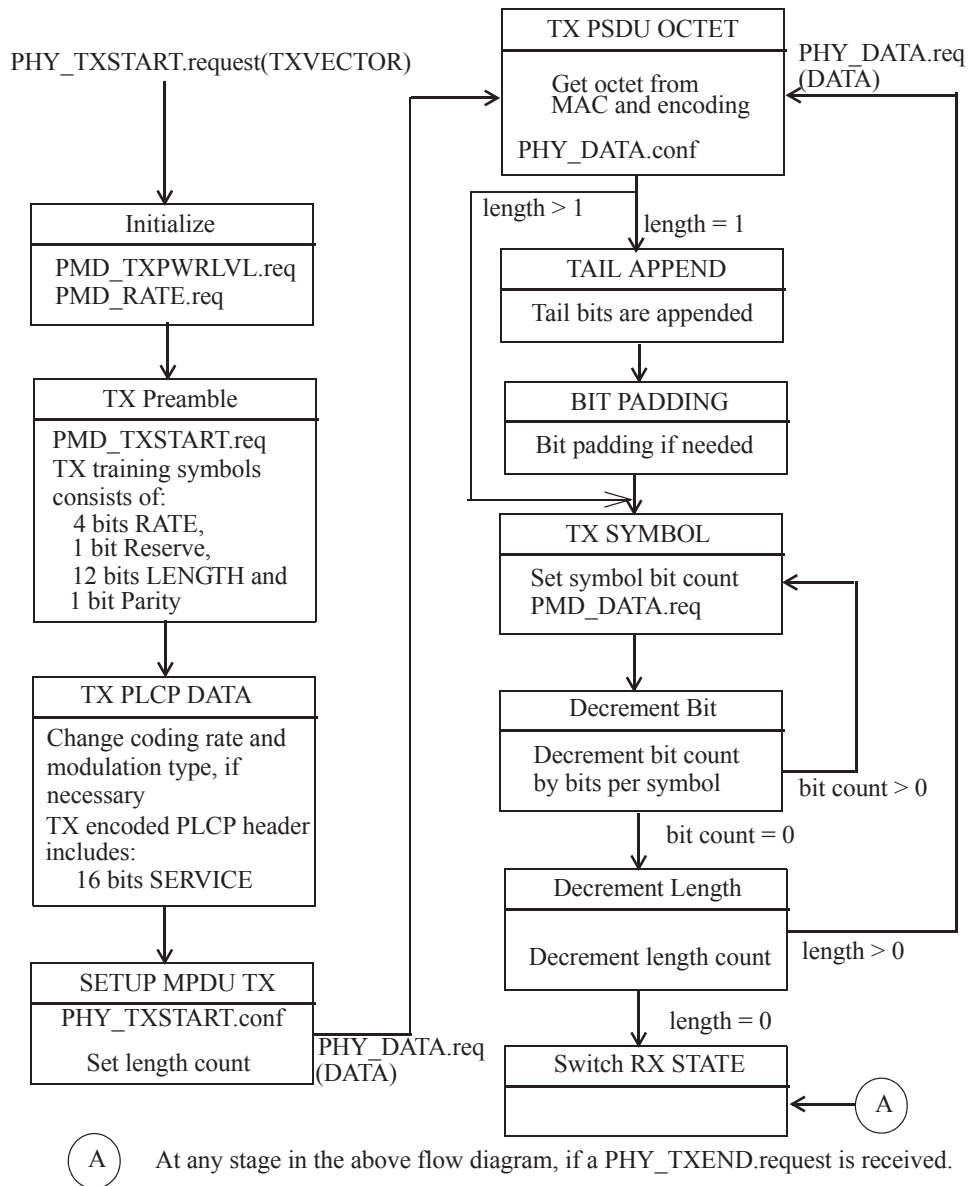 PHY_TXSTART.request(TXVECTOR)
Initialize
PMD_TXPWRLVL.req
PMD_RATE.req
TX Preamble
PMD_TXSTART.req
TX training symbols
consists of:
4 bits RATE,
1 bit Reserve,
12 bits LENGTH and
1 bit Parity
TX PLCP DATA
Change coding rate and
modulation type, if
necessary
TX encoded PLCP header
includes:
16 bits SERVICE
SETUP MPDU TX
PHY_TXSTART.conf
Set length count
PHY_DATA.req
(DATA)
TX PSDU OCTET
Get octet from
MAC and encoding
PHY_DATA.conf
PHY_DATA.req
(DATA)
length > 1
length = 1
TAIL APPEND
Tail bits are appended
BIT PADDING
Bit padding if needed
TX SYMBOL
Set symbol bit count
PMD_DATA.req
Decrement Bit
Decrement bit count
by bits per symbol
bit count > 0
bit count = 0
Decrement Length
Decrement length count
length > 0
length = 0
Switch RX STATE
A
A At any stage in the above flow diagram, if a PHY_TXEND.request is received.